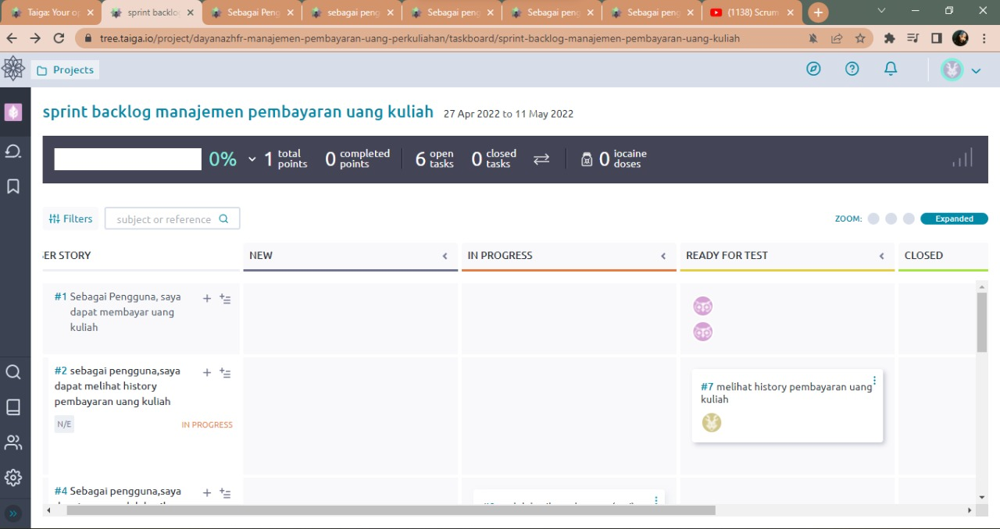 Taiga: Your op
sprint backlog
Sebagai Peng
sebagai peng
Sebagai peng
Sebagai peng
Sebagai peng
(1138) Scrum
tree.taiga.io/project/dayanazhfr-manajemen-pembayaran-uang-perkuliahan/taskboard/sprint-backlog-manajemen-pembayaran-uang-kuliah
Projects
sprint backlog manajemen pembayaran uang kuliah 27 Apr 2022 to 11 May 2022
0% 1 total points 0 completed points 6 open tasks 0 closed tasks 0 iocaine doses
Filters subject or reference ZOOM: Expanded
ER STORY NEW IN PROGRESS READY FOR TEST CLOSED
#1 Sebagai Pengguna, saya
dapat membayar uang
kuliah
#2 sebagai pengguna,saya
dapat melihat history
pembayaran uang kuliah
N/E IN PROGRESS
#7 melihat history pembayaran uang
kuliah
#4 Sebagai pengguna,saya